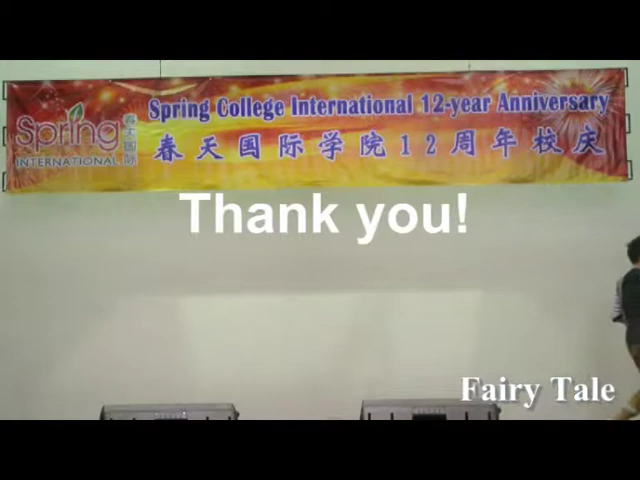 Spring College International 12-year Anniversary
Spring 春天国际
INTERNATIONAL
春天国际学院12周年校庆
Thank you!
Fairy Tale